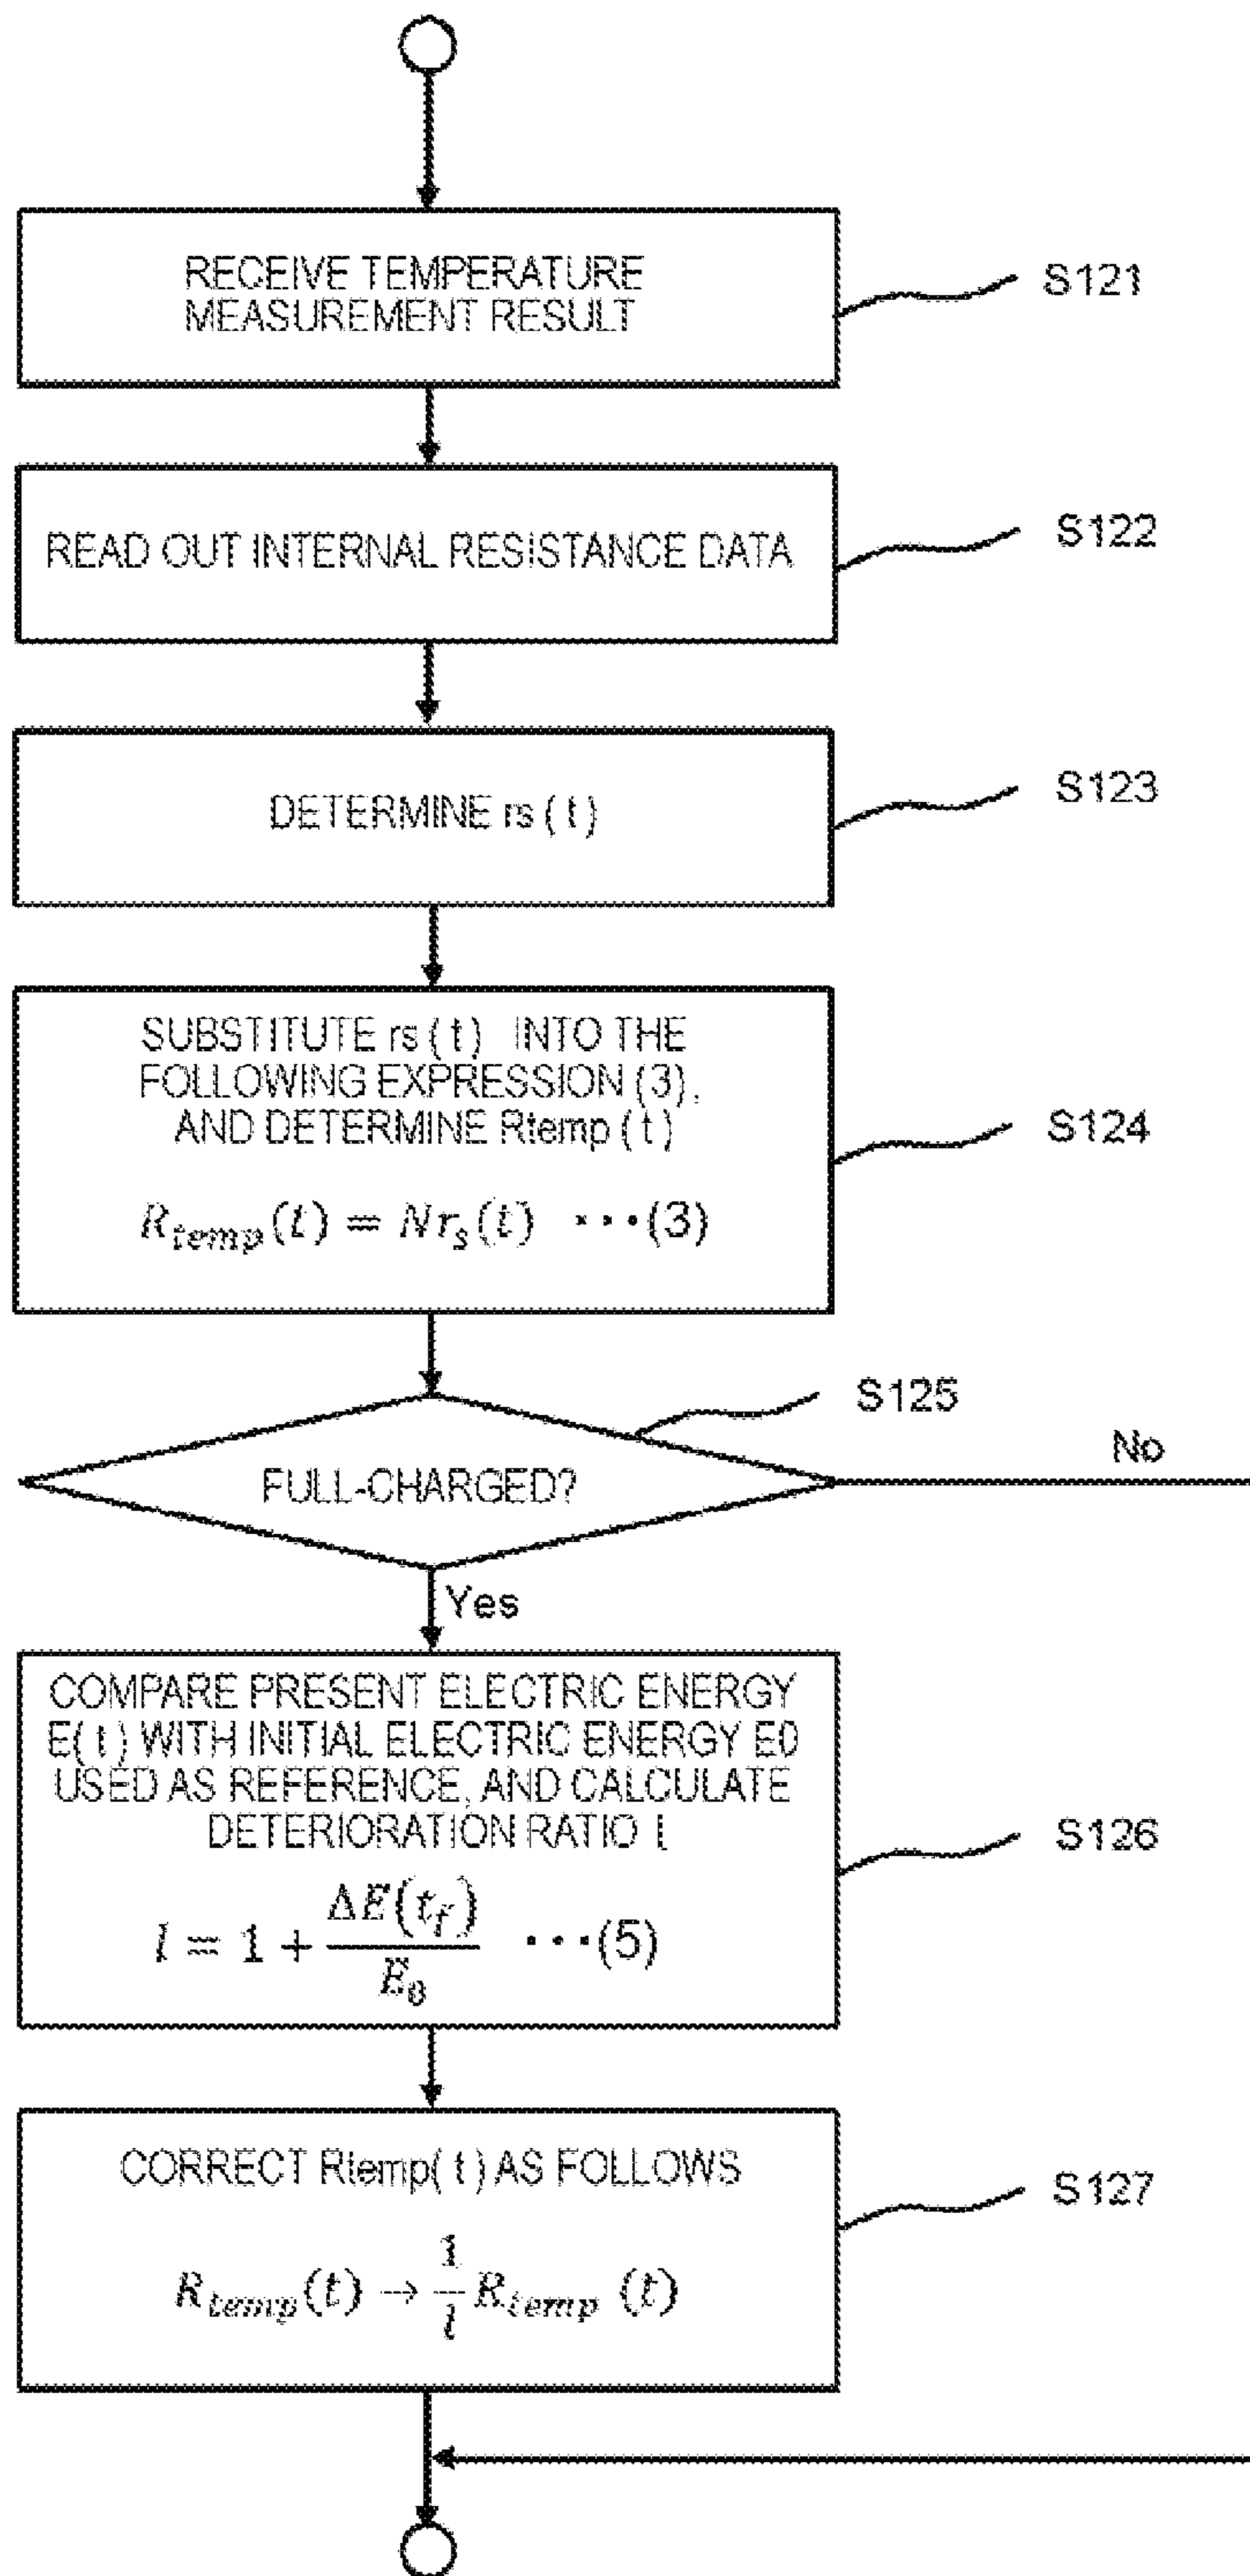 RECEIVE TEMPERATURE
MEASUREMENT RESULT
S121
READ OUT INTERNAL RESISTANCE DATA
S122
DETERMINE rs ( t )
S123
SUBSTITUTE rs ( t ) INTO THE
FOLLOWING EXPRESSION (3),
AND DETERMINE Rtemp ( t )
R_temp(t) = Nr_s(t) ···(3)
S124
S125
FULL-CHARGED?
No
Yes
COMPARE PRESENT ELECTRIC ENERGY
E( t ) WITH INITIAL ELECTRIC ENERGY E0
USED AS REFERENCE, AND CALCULATE
DETERIORATION RATIO l
l = 1 + ΔE(t_f)/E_0 ···(5)
S126
CORRECT Rtemp( t ) AS FOLLOWS
R_temp(t) → 1/l R_temp (t)
S127